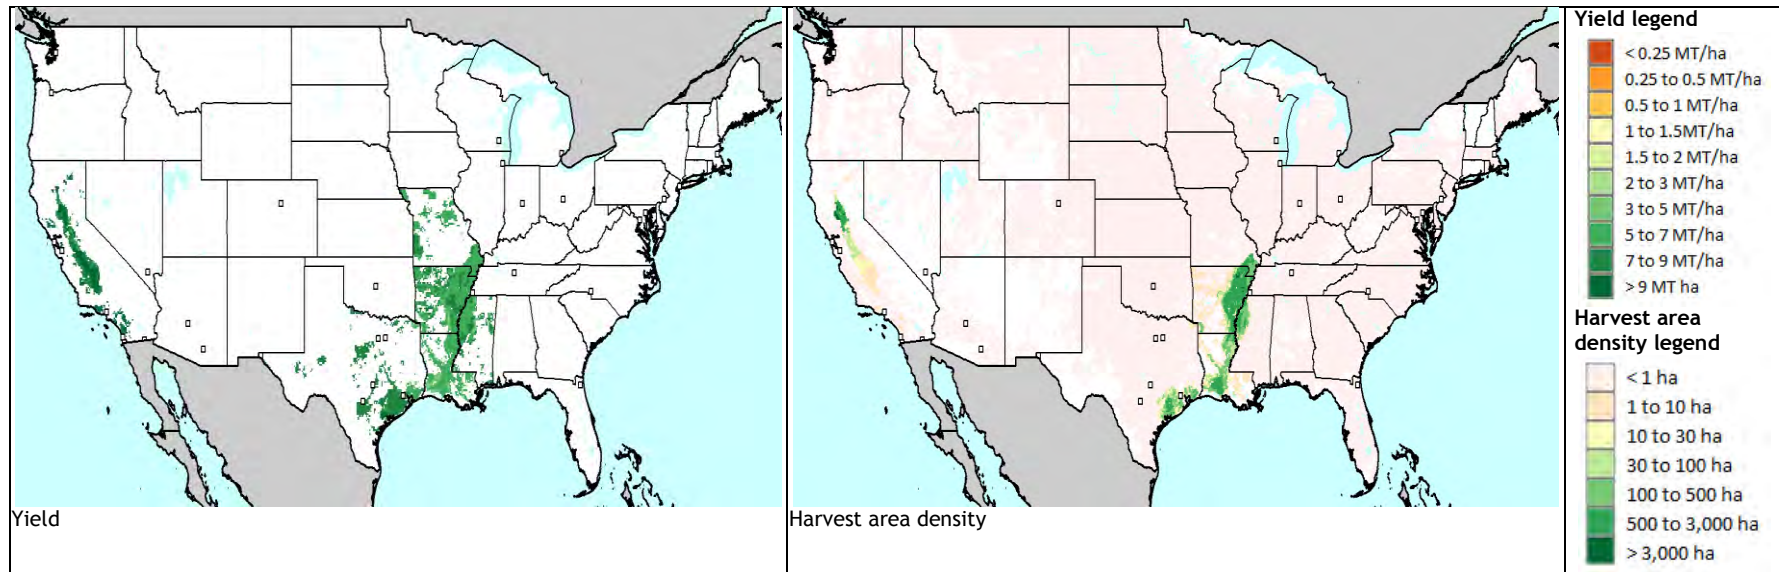 Yield
Harvest area density
Yield legend
< 0.25 MT/ha
0.25 to 0.5 MT/ha
0.5 to 1 MT/ha
1 to 1.5MT/ha
1.5 to 2 MT/ha
2 to 3 MT/ha
3 to 5 MT/ha
5 to 7 MT/ha
7 to 9 MT/ha
> 9 MT ha
Harvest area
density legend
< 1 ha
1 to 10 ha
10 to 30 ha
30 to 100 ha
100 to 500 ha
500 to 3,000 ha
> 3,000 ha